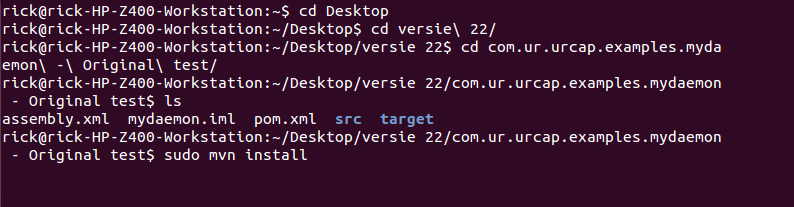 rick@rick-HP-Z400-Workstation:~$ cd Desktop
rick@rick-HP-Z400-Workstation:~/Desktop$ cd versie\ 22/
rick@rick-HP-Z400-Workstation:~/Desktop/versie 22$ cd com.ur.urcap.examples.myda
emon\ -\ Original\ test/
rick@rick-HP-Z400-Workstation:~/Desktop/versie 22/com.ur.urcap.examples.mydaemon
 - Original test$ ls
assembly.xml  mydaemon.iml  pom.xml  src  target
rick@rick-HP-Z400-Workstation:~/Desktop/versie 22/com.ur.urcap.examples.mydaemon
 - Original test$ sudo mvn install